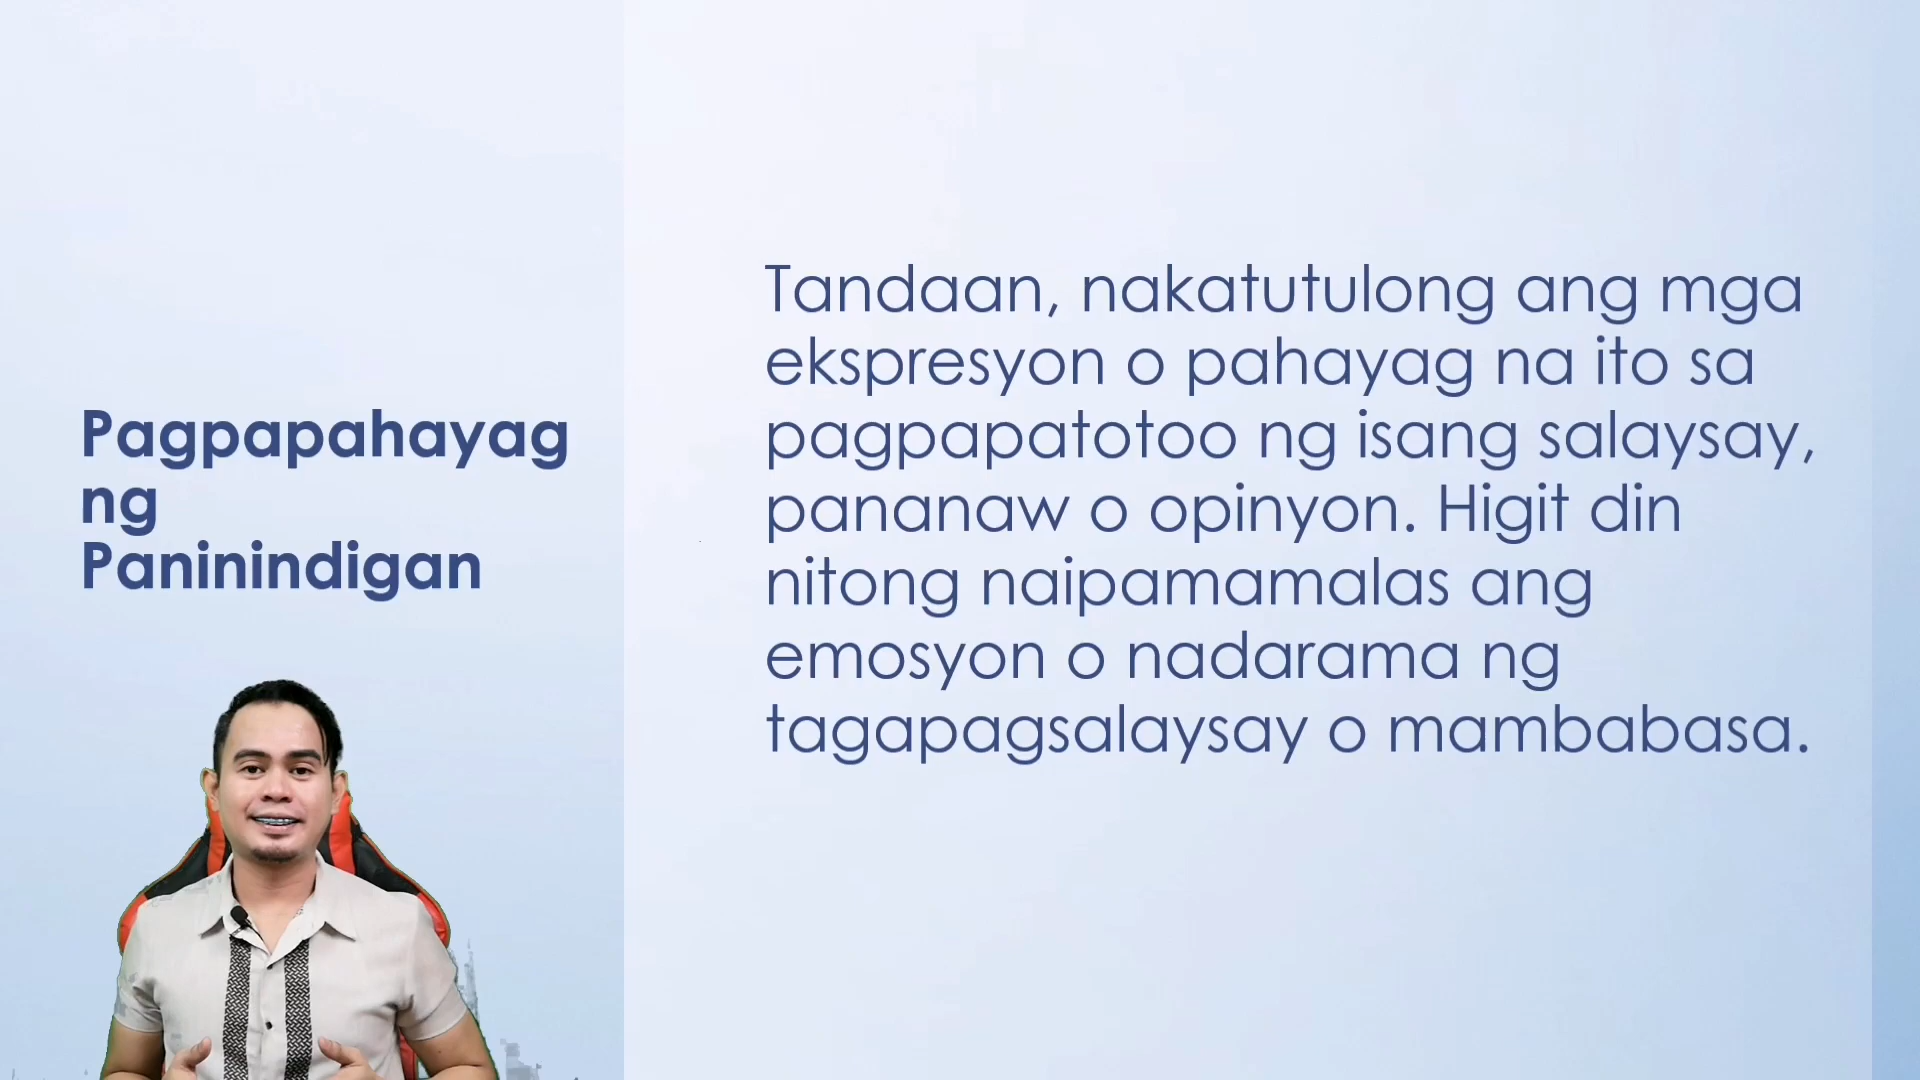 Pagpapahayag
ng
Paninindigan
Tandaan, nakatutulong ang mga
ekspresyon o pahayag na ito sa
pagpapatotoo ng isang salaysay,
pananaw o opinyon. Higit din
nitong naipamamalas ang
emosyon o nadarama ng
tagapagsalaysay o mambabasa.